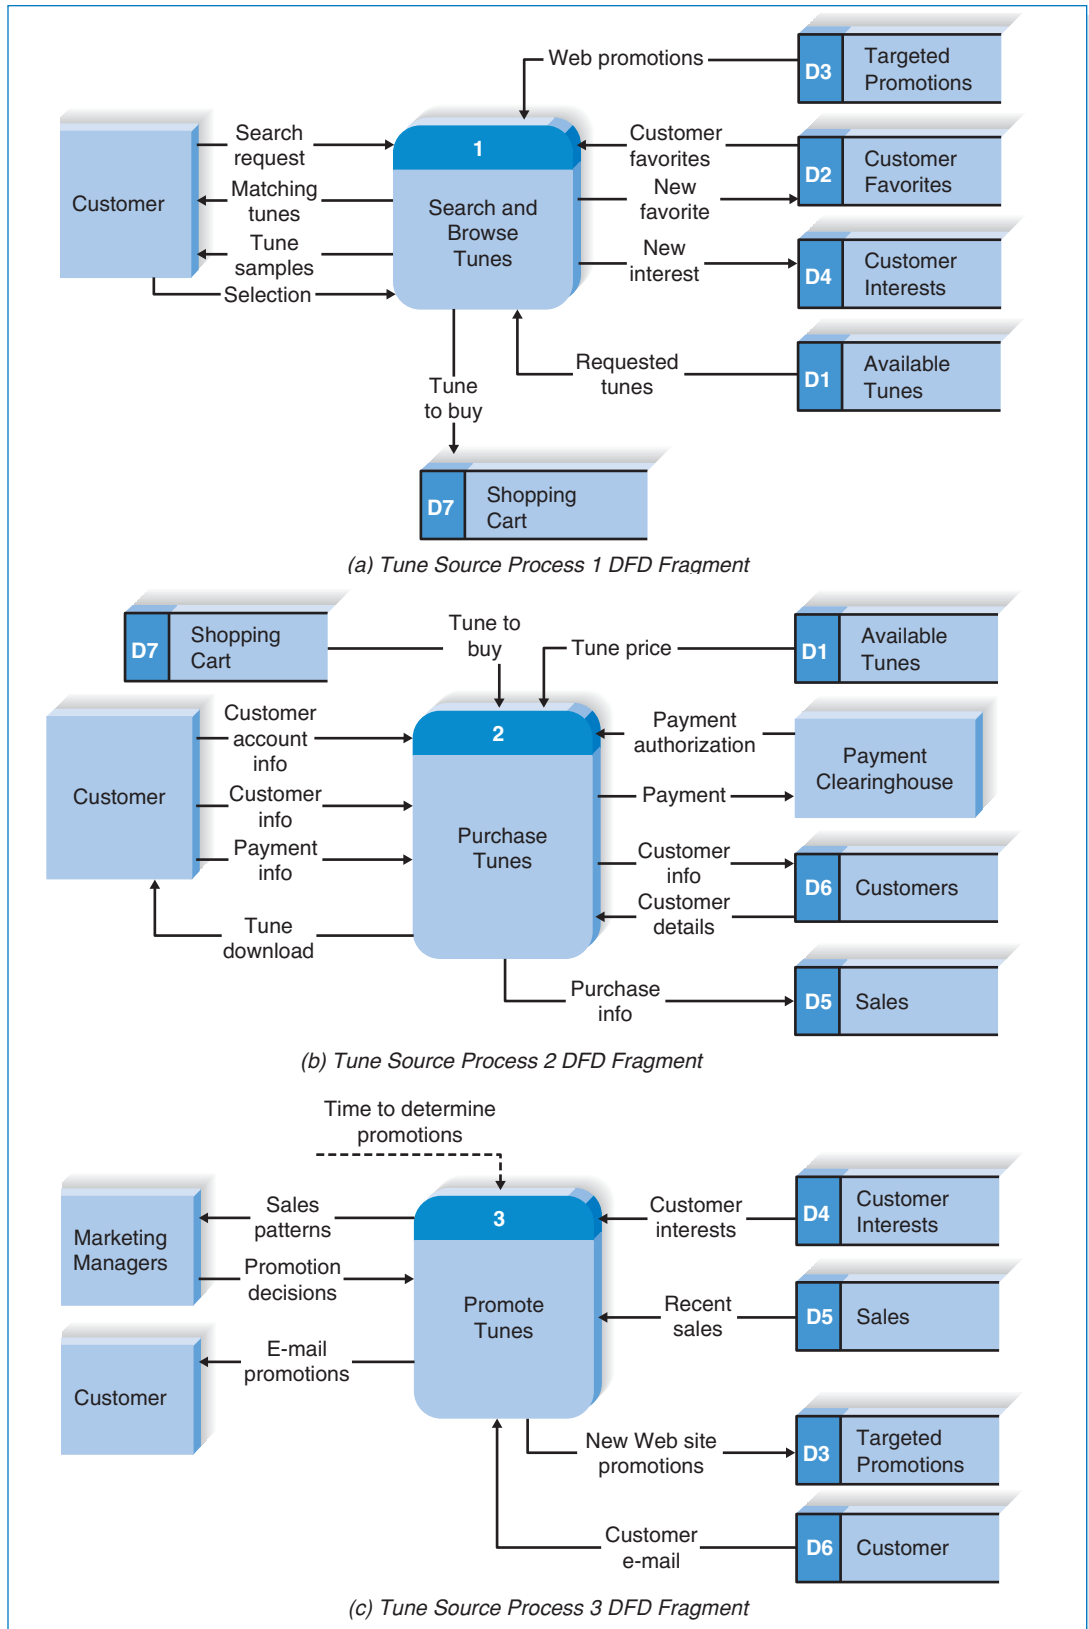 Web promotions
D3
Targeted
Promotions
Customer
Search
request
Matching
tunes
Tune
samples
Selection
1
Search and
Browse
Tunes
Customer
favorites
New
favorite
New
interest
D2
Customer
Favorites
D4
Customer
Interests
Requested
tunes
D1
Available
Tunes
Tune
to buy
D7
Shopping
Cart
(a) Tune Source Process 1 DFD Fragment
D7
Shopping
Cart
Tune to
buy
Tune price
D1
Available
Tunes
Customer
Customer
account
info
Customer
info
Payment
info
Tune
download
2
Purchase
Tunes
Payment
authorization
Payment
Payment
Clearinghouse
Customer
info
Customer
details
D6
Customers
Purchase
info
D5
Sales
(b) Tune Source Process 2 DFD Fragment
Time to determine
promotions
Marketing
Managers
Sales
patterns
Promotion
decisions
Customer
E-mail
promotions
3
Promote
Tunes
Customer
interests
D4
Customer
Interests
Recent
sales
D5
Sales
New Web site
promotions
D3
Targeted
Promotions
Customer
e-mail
D6
Customer
(c) Tune Source Process 3 DFD Fragment